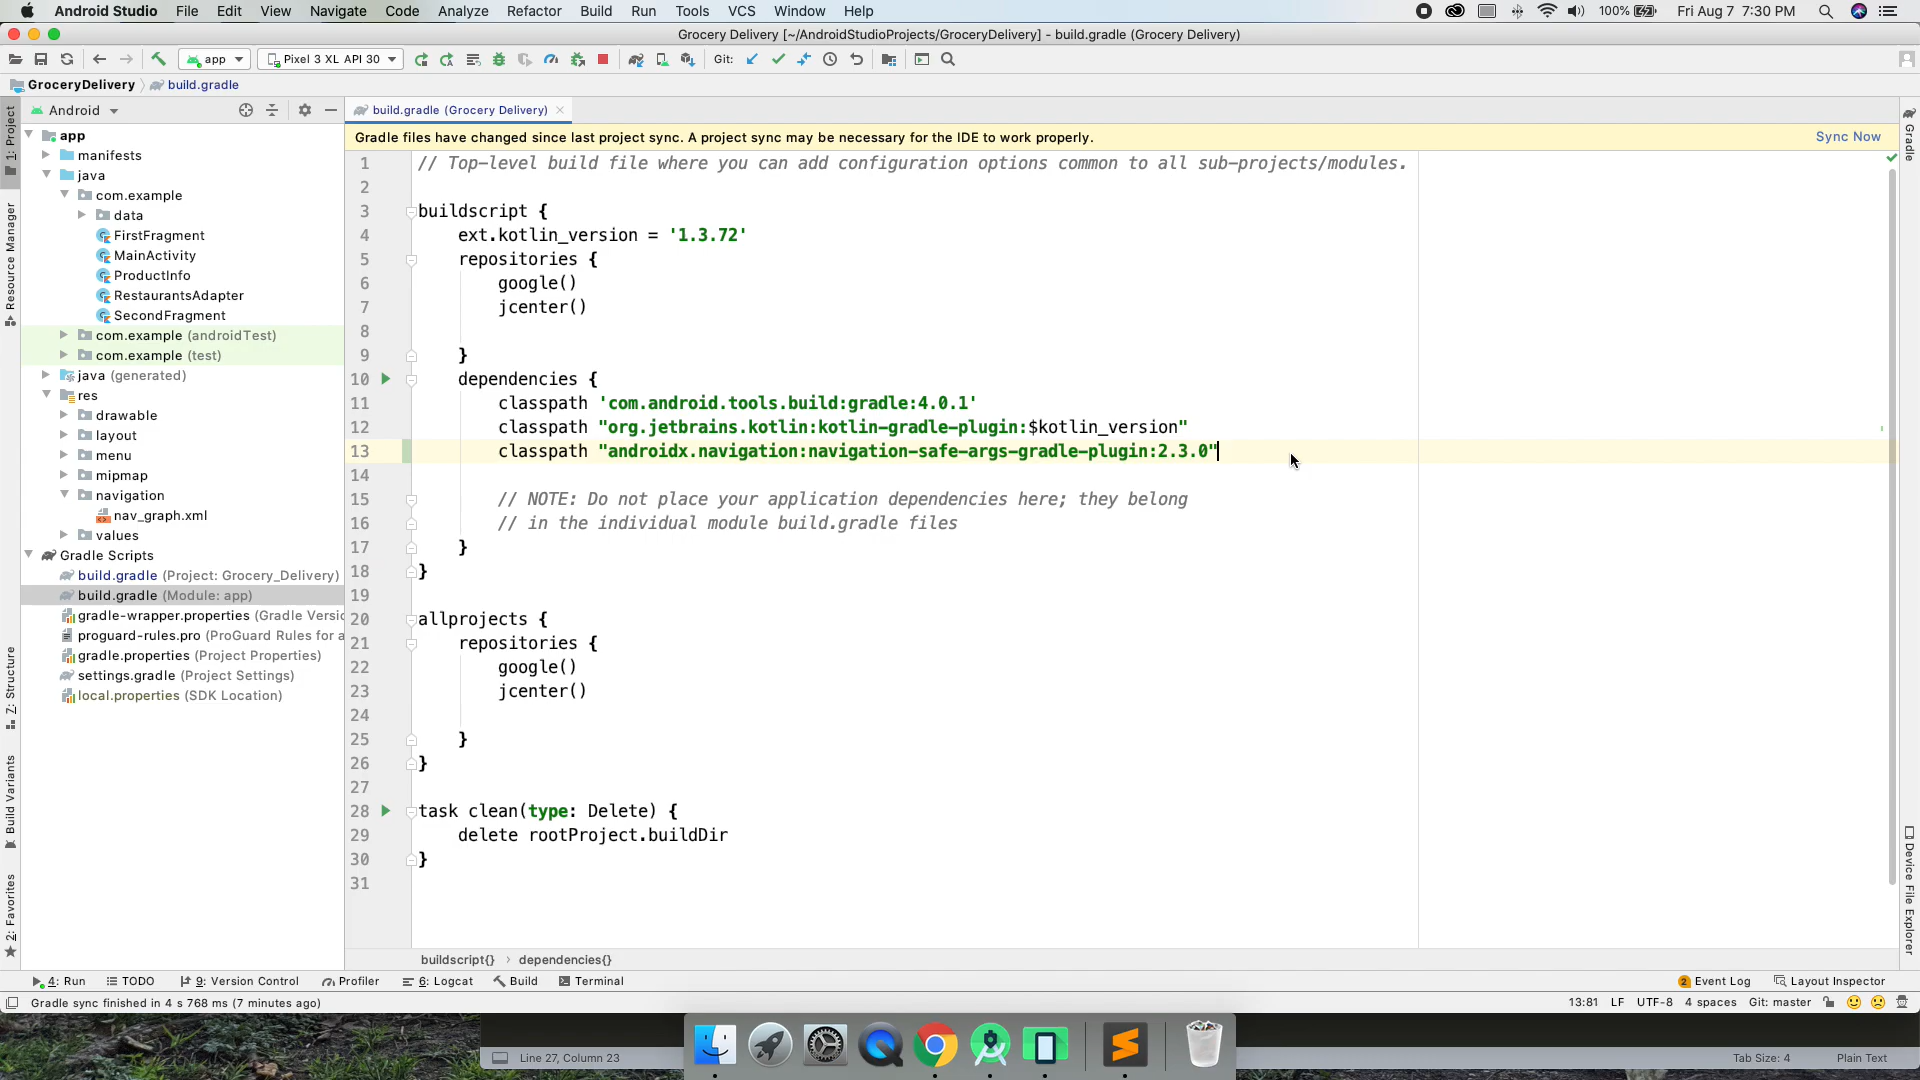 Android Studio File Edit View Navigate Code Analyze Refactor Build Run Tools VCS Window Help 100% Fri Aug 7 7:30 PM
Grocery Delivery [~/AndroidStudioProjects/GroceryDelivery] - build.gradle (Grocery Delivery)
app Pixel 3 XL API 30 Git:
GroceryDelivery build.gradle
Android
build.gradle (Grocery Delivery)
Gradle files have changed since last project sync. A project sync may be necessary for the IDE to work properly. Sync Now
1: Project
Resource Manager
Z: Structure
Build Variants
2: Favorites
app
manifests
java
com.example
data
FirstFragment
MainActivity
ProductInfo
RestaurantsAdapter
SecondFragment
com.example (androidTest)
com.example (test)
java (generated)
res
drawable
layout
menu
mipmap
navigation
nav_graph.xml
values
Gradle Scripts
build.gradle (Project: Grocery_Delivery)
build.gradle (Module: app)
gradle-wrapper.properties (Gradle Versic
proguard-rules.pro (ProGuard Rules for a
gradle.properties (Project Properties)
settings.gradle (Project Settings)
local.properties (SDK Location)
1 // Top-level build file where you can add configuration options common to all sub-projects/modules.
2
3 buildscript {
4 ext.kotlin_version = '1.3.72'
5 repositories {
6 google()
7 jcenter()
8
9 }
10 dependencies {
11 classpath 'com.android.tools.build:gradle:4.0.1'
12 classpath "org.jetbrains.kotlin:kotlin-gradle-plugin:$kotlin_version"
13 classpath "androidx.navigation:navigation-safe-args-gradle-plugin:2.3.0"
14
15 // NOTE: Do not place your application dependencies here; they belong
16 // in the individual module build.gradle files
17 }
18 }
19
20 allprojects {
21 repositories {
22 google()
23 jcenter()
24
25 }
26 }
27
28 task clean(type: Delete) {
29 delete rootProject.buildDir
30 }
31
Gradle
Device File Explorer
buildscript{} › dependencies{}
4: Run TODO 9: Version Control Profiler 6: Logcat Build Terminal 2 Event Log Layout Inspector
Gradle sync finished in 4 s 768 ms (7 minutes ago) 13:81 LF UTF-8 4 spaces Git: master
Line 27, Column 23 Tab Size: 4 Plain Text